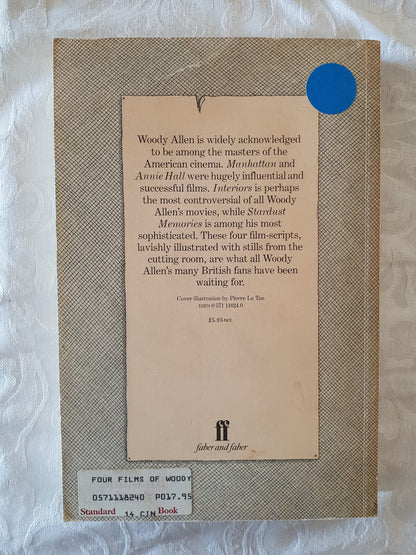 Woody Allen is widely acknowledged
to be among the masters of the
American cinema. Manhattan and
Annie Hall were hugely influential and
successful films. Interiors is perhaps
the most controversial of all Woody
Allen's movies, while Stardust
Memories is among his most
sophisticated. These four film-scripts,
lavishly illustrated with stills from the
cutting room, are what all Woody
Allen's many British fans have been
waiting for.
Cover illustration by Pierre Le Tan
ISBN 0 571 11824 0
£5.95 net
ff
faber and faber
FOUR FILMS OF WOODY
0571118240 P017.95
Standard 14 CIN Book